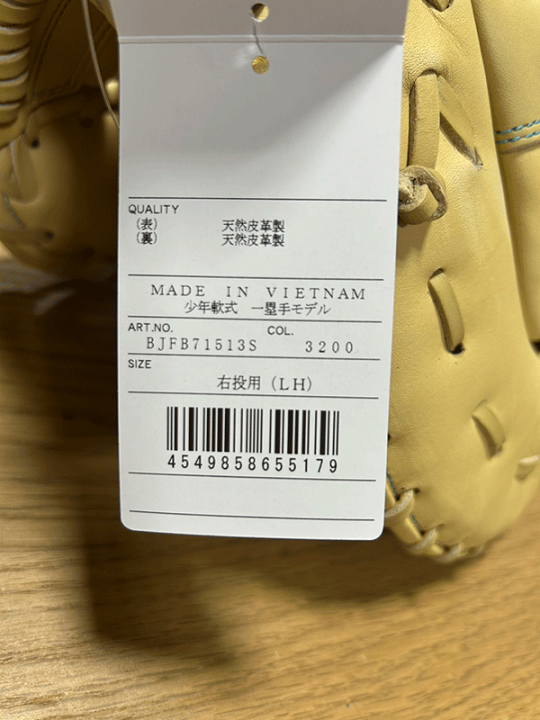 QUALITY
（表） 天然皮革製
（裏） 天然皮革製
MADE IN VIETNAM
少年軟式 一塁手モデル
ART.NO. COL.
BJFB71513S 3200
SIZE
右投用（LH）
4549858655179